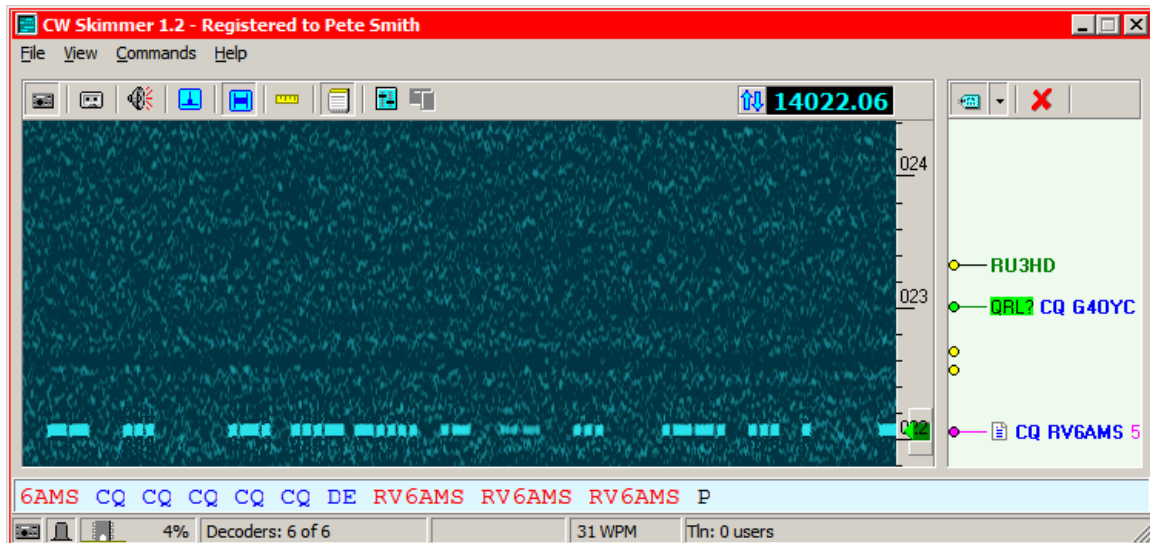 CW Skimmer 1.2 - Registered to Pete Smith
File View Commands Help
14022.06
024
RU3HD
023
QRL? CQ G4OYC
022
CQ RV6AMS 5
6AMS CQ CQ CQ CQ CQ DE RV6AMS RV6AMS RV6AMS P
4% Decoders: 6 of 6 31 WPM Tln: 0 users